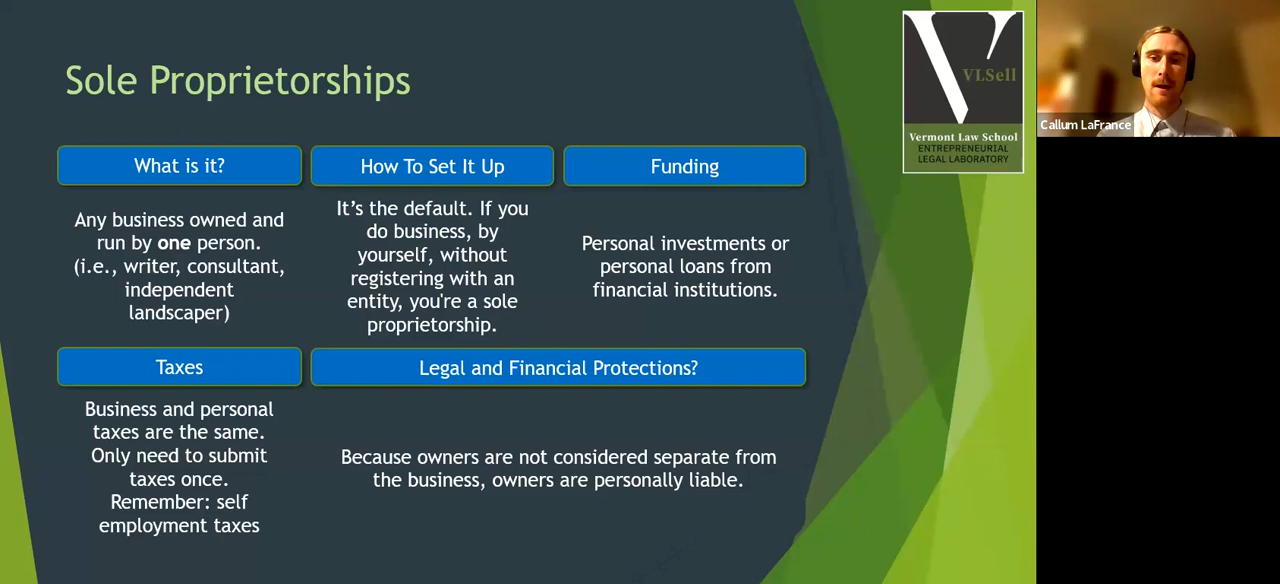 Sole Proprietorships
What is it?
Any business owned and
run by one person.
(i.e., writer, consultant,
independent
landscaper)
How To Set It Up
It’s the default. If you
do business, by
yourself, without
registering with an
entity, you're a sole
proprietorship.
Funding
Personal investments or
personal loans from
financial institutions.
Taxes
Business and personal
taxes are the same.
Only need to submit
taxes once.
Remember: self
employment taxes
Legal and Financial Protections?
Because owners are not considered separate from
the business, owners are personally liable.
V
VLSell
Vermont Law School
ENTREPRENEURIAL
LEGAL LABORATORY
Callum LaFrance